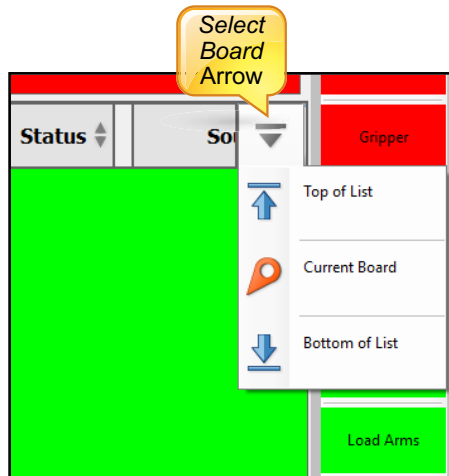 Select
Board
Arrow
Status
Sou
Gripper
Top of List
Current Board
Bottom of List
Load Arms